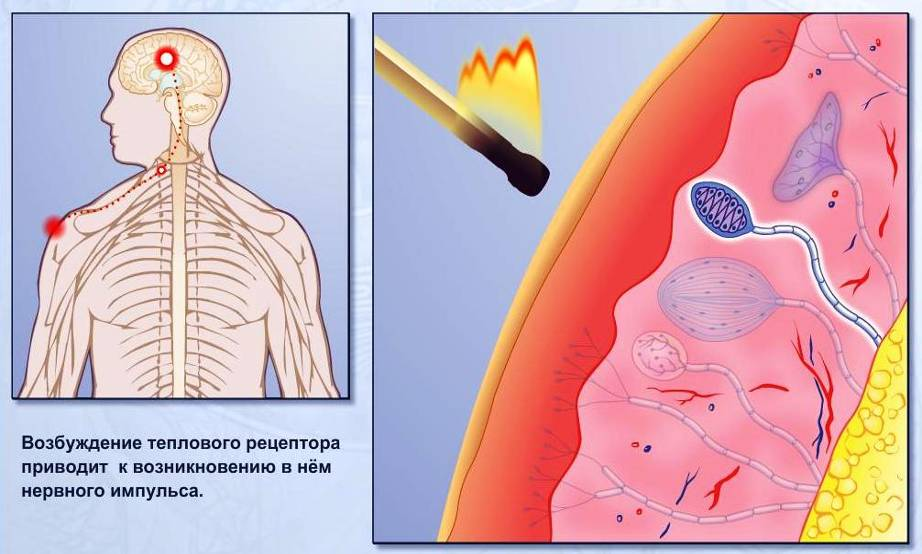 Возбуждение теплового рецептора
приводит к возникновению в нём
нервного импульса.